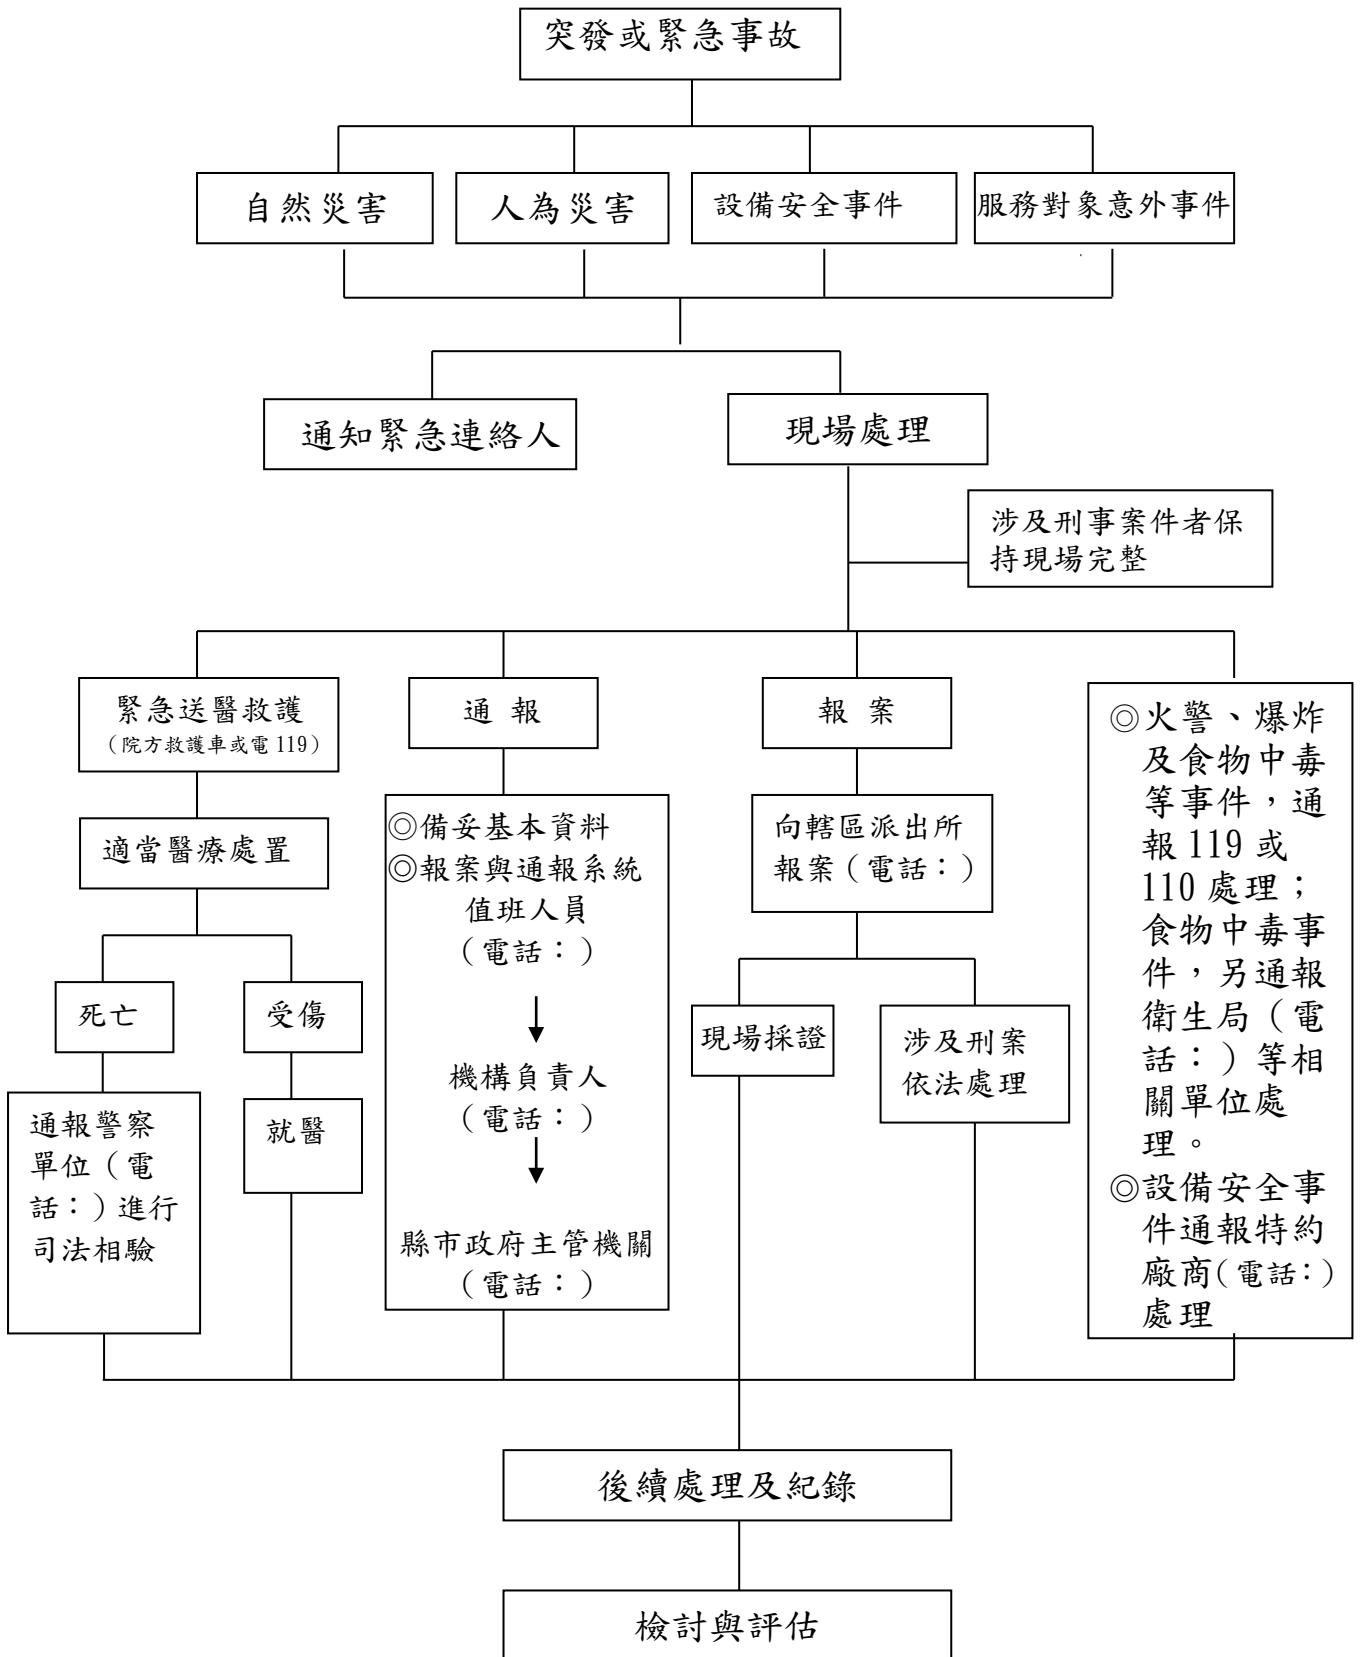 突發或緊急事故
自然災害
人為災害
設備安全事件
服務對象意外事件
通知緊急連絡人
現場處理
涉及刑事案件者保
持現場完整
緊急送醫救護
（院方救護車或電 119）
適當醫療處置
死亡
受傷
通報警察
單位（電
話：）進行
司法相驗
就醫
通 報
◎備妥基本資料
◎報案與通報系統
值班人員
（電話：）
機構負責人
（電話：）
縣市政府主管機關
（電話：）
報 案
向轄區派出所
報案（電話：）
現場採證
涉及刑案
依法處理
◎火警、爆炸
及食物中毒
等事件，通
報 119 或
110 處理；
食物中毒事
件，另通報
衛生局（電
話：）等相
關單位處
理。
◎設備安全事
件通報特約
廠商（電話：）
處理
後續處理及紀錄
檢討與評估